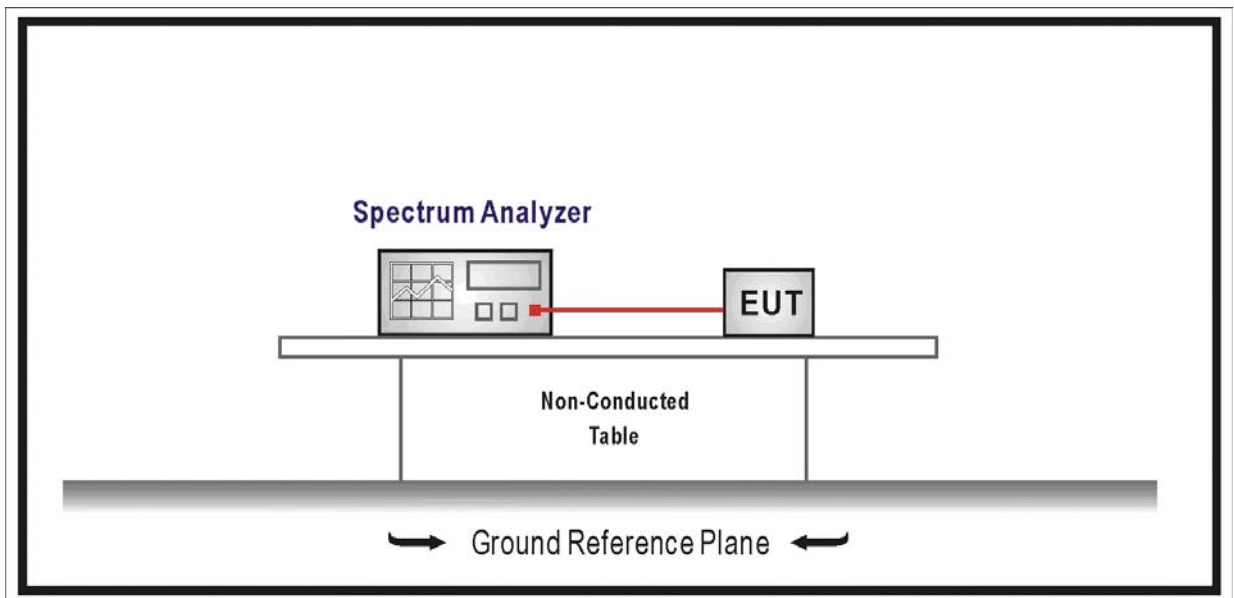 Spectrum Analyzer
EUT
Non-Conducted
Table
Ground Reference Plane